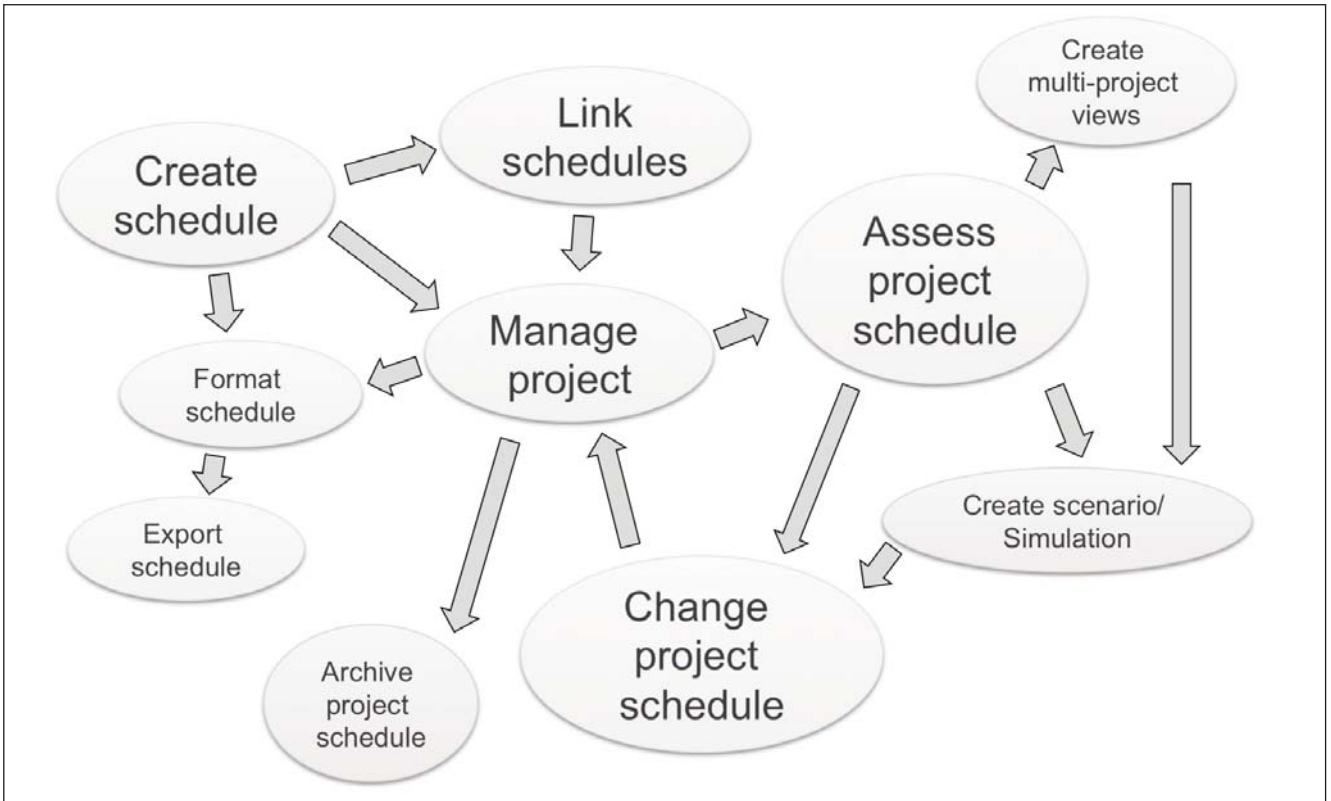 Create
schedule
Link
schedules
Create
multi-project
views
Assess
project
schedule
Manage
project
Format
schedule
Export
schedule
Create scenario/
Simulation
Change
project
schedule
Archive
project
schedule